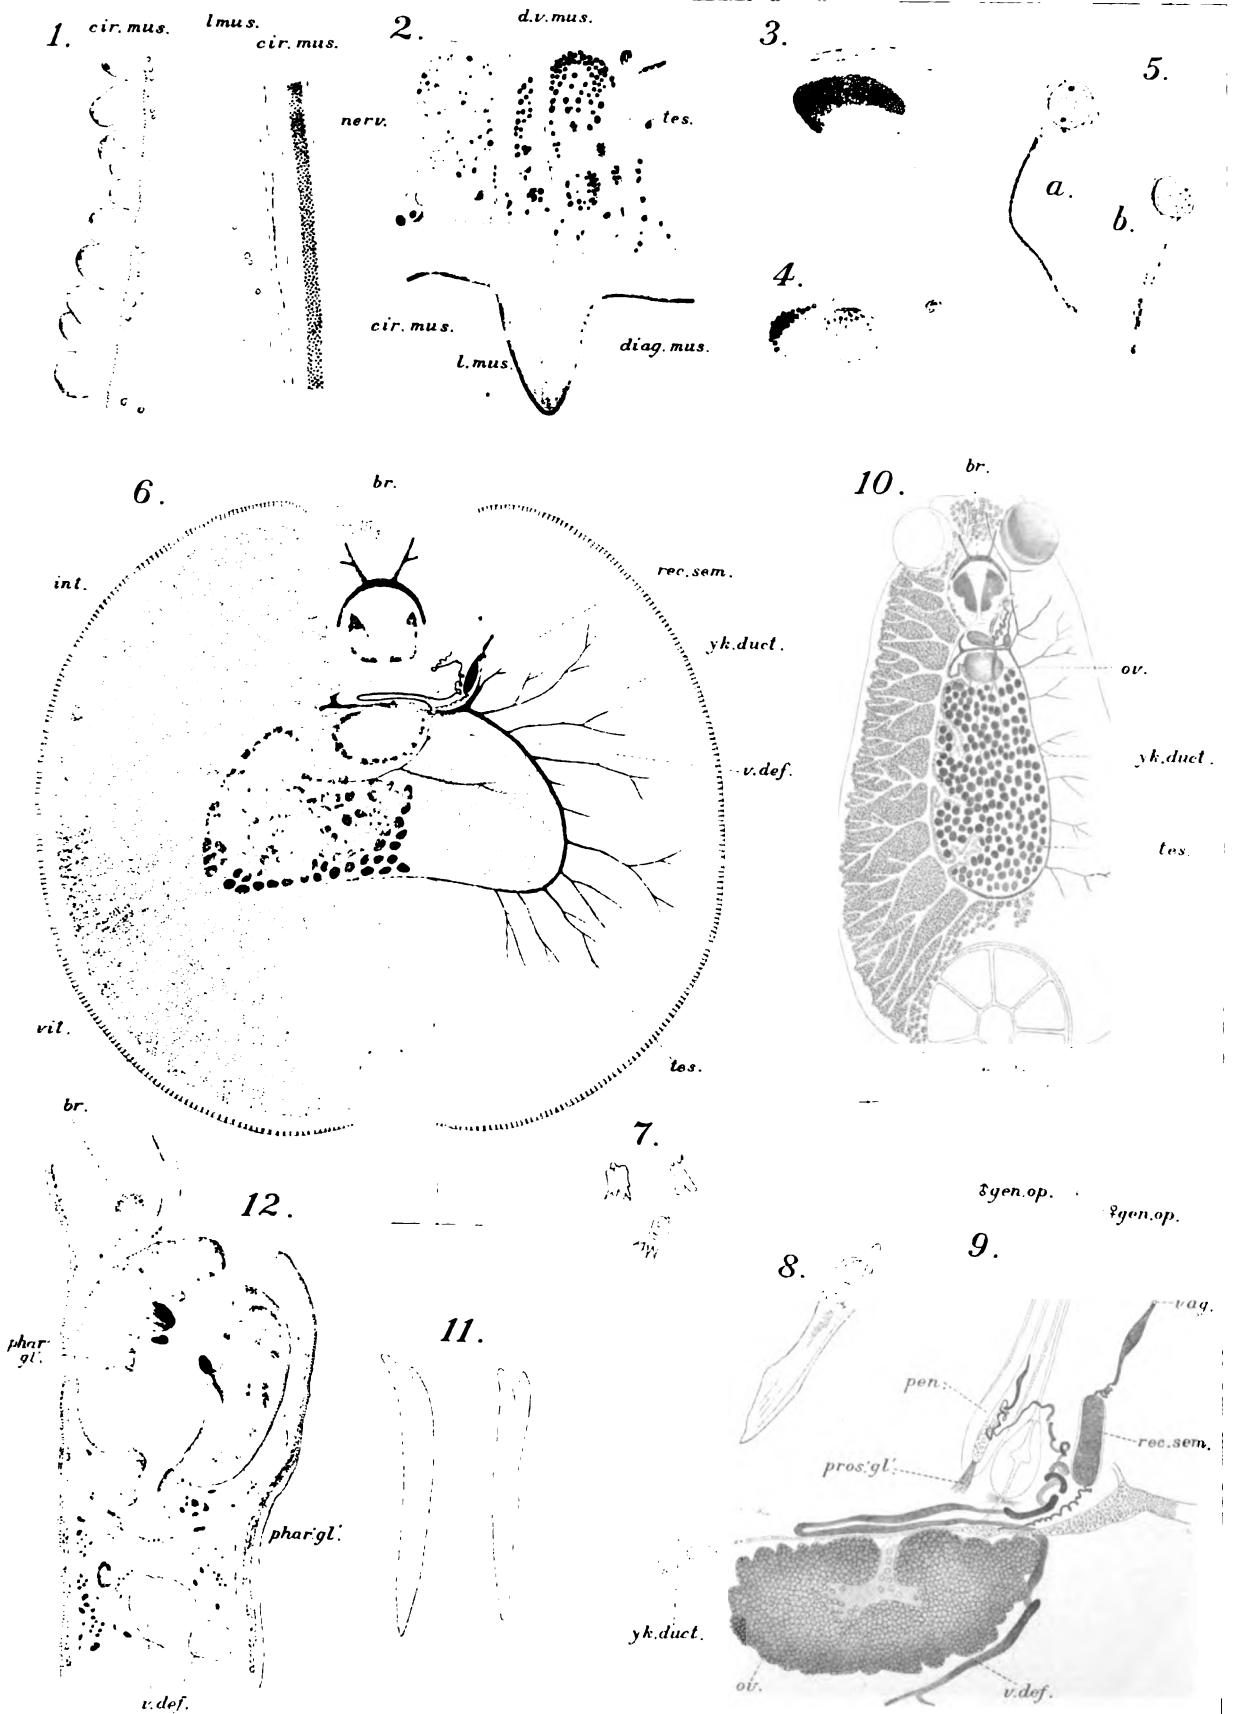 1.
cir. mus.
l mus.
cir. mus.
2.
d.v. mus.
nerv.
tes.
cir. mus.
l. mus.
diag. mus.
3.
4.
5.
a.
b.
6.
br.
int.
rec. sem.
yk. duct.
v. def.
vit.
tes.
10.
br.
ov.
yk. duct.
tes.
br.
12.
phar.
gl.
phar. gl.
v. def.
11.
7.
8.
9.
♂gen. op.
♀gen. op.
vag.
pen.
rec. sem.
pros. gl.
yk. duct.
ov.
v. def.